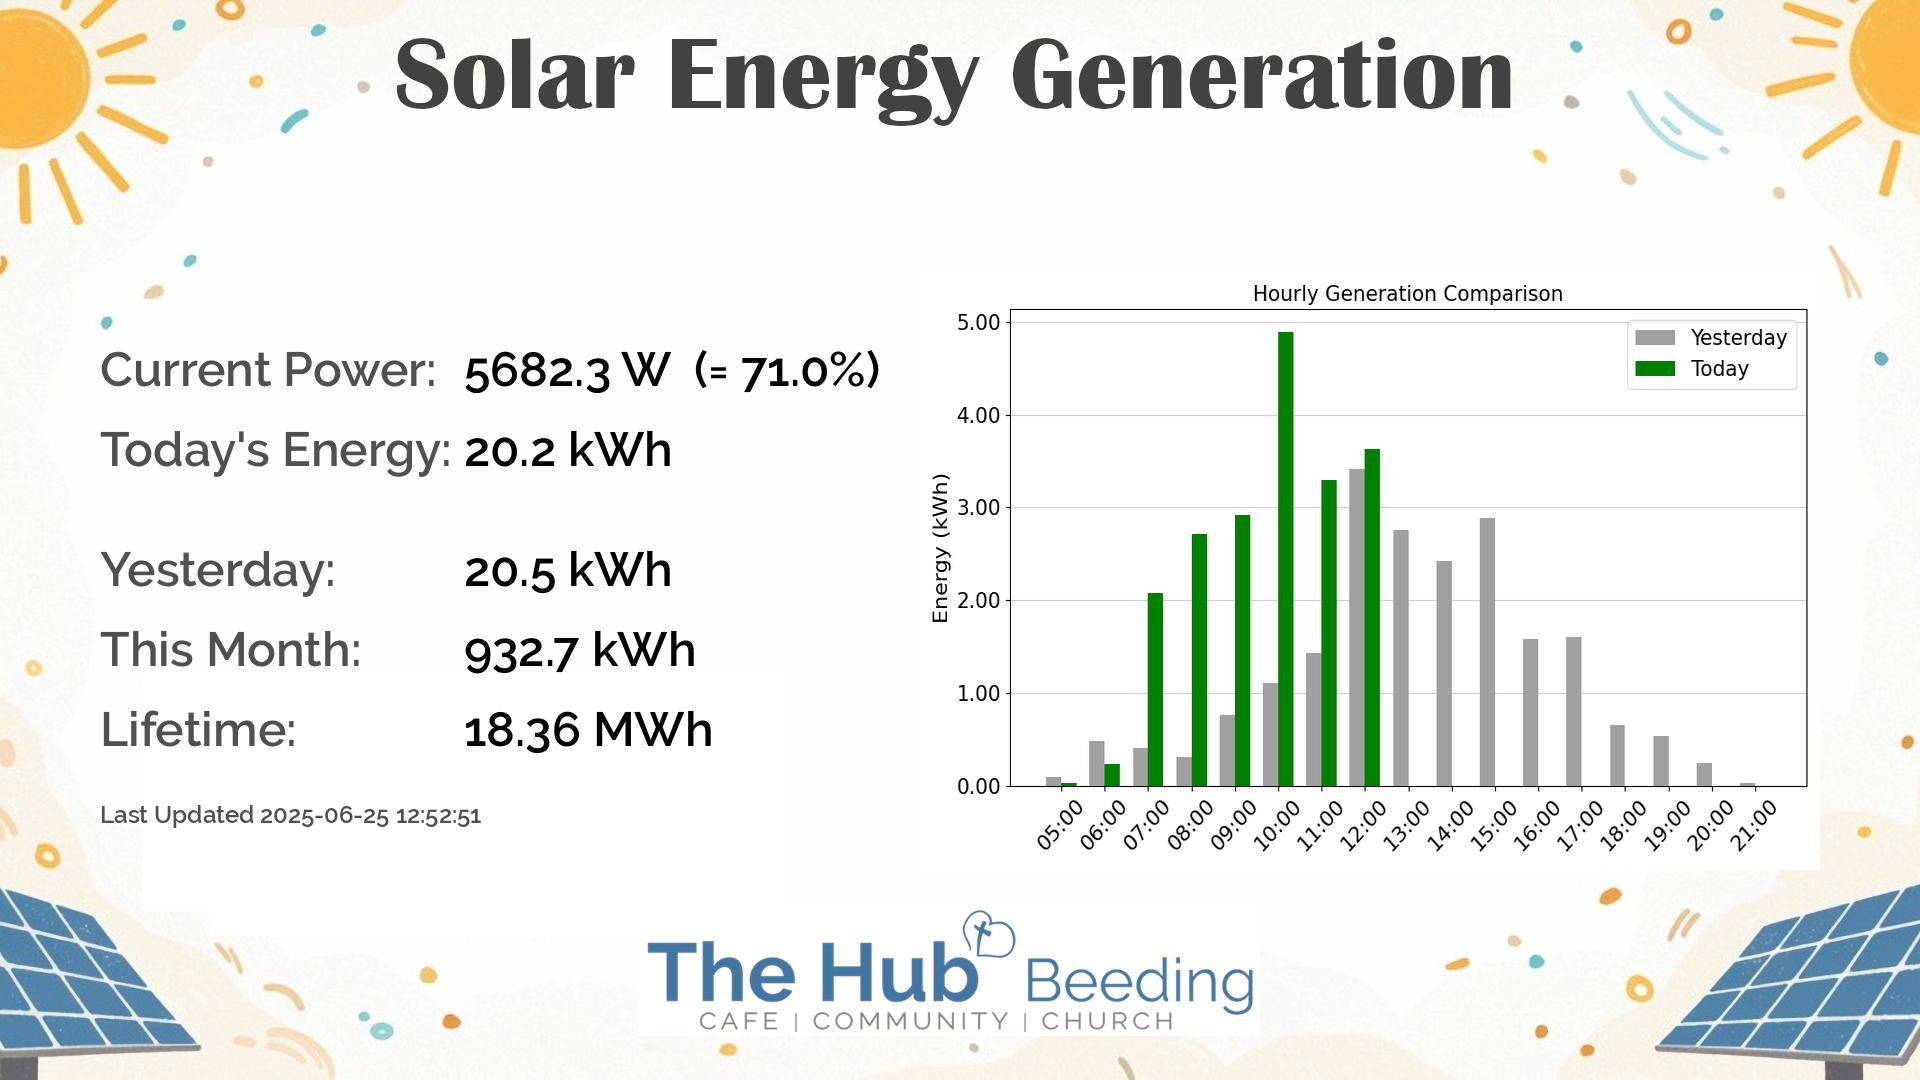 Solar Energy Generation
Current Power: 5682.3 W (= 71.0%)
Today's Energy: 20.2 kWh
Yesterday: 20.5 kWh
This Month: 932.7 kWh
Lifetime: 18.36 MWh
Last Updated 2025-06-25 12:52:51
Hourly Generation Comparison
Yesterday
Today
Energy (kWh)
5.00
4.00
3.00
2.00
1.00
0.00
05:00 06:00 07:00 08:00 09:00 10:00 11:00 12:00 13:00 14:00 15:00 16:00 17:00 18:00 19:00 20:00 21:00
The Hub Beeding
CAFE | COMMUNITY | CHURCH